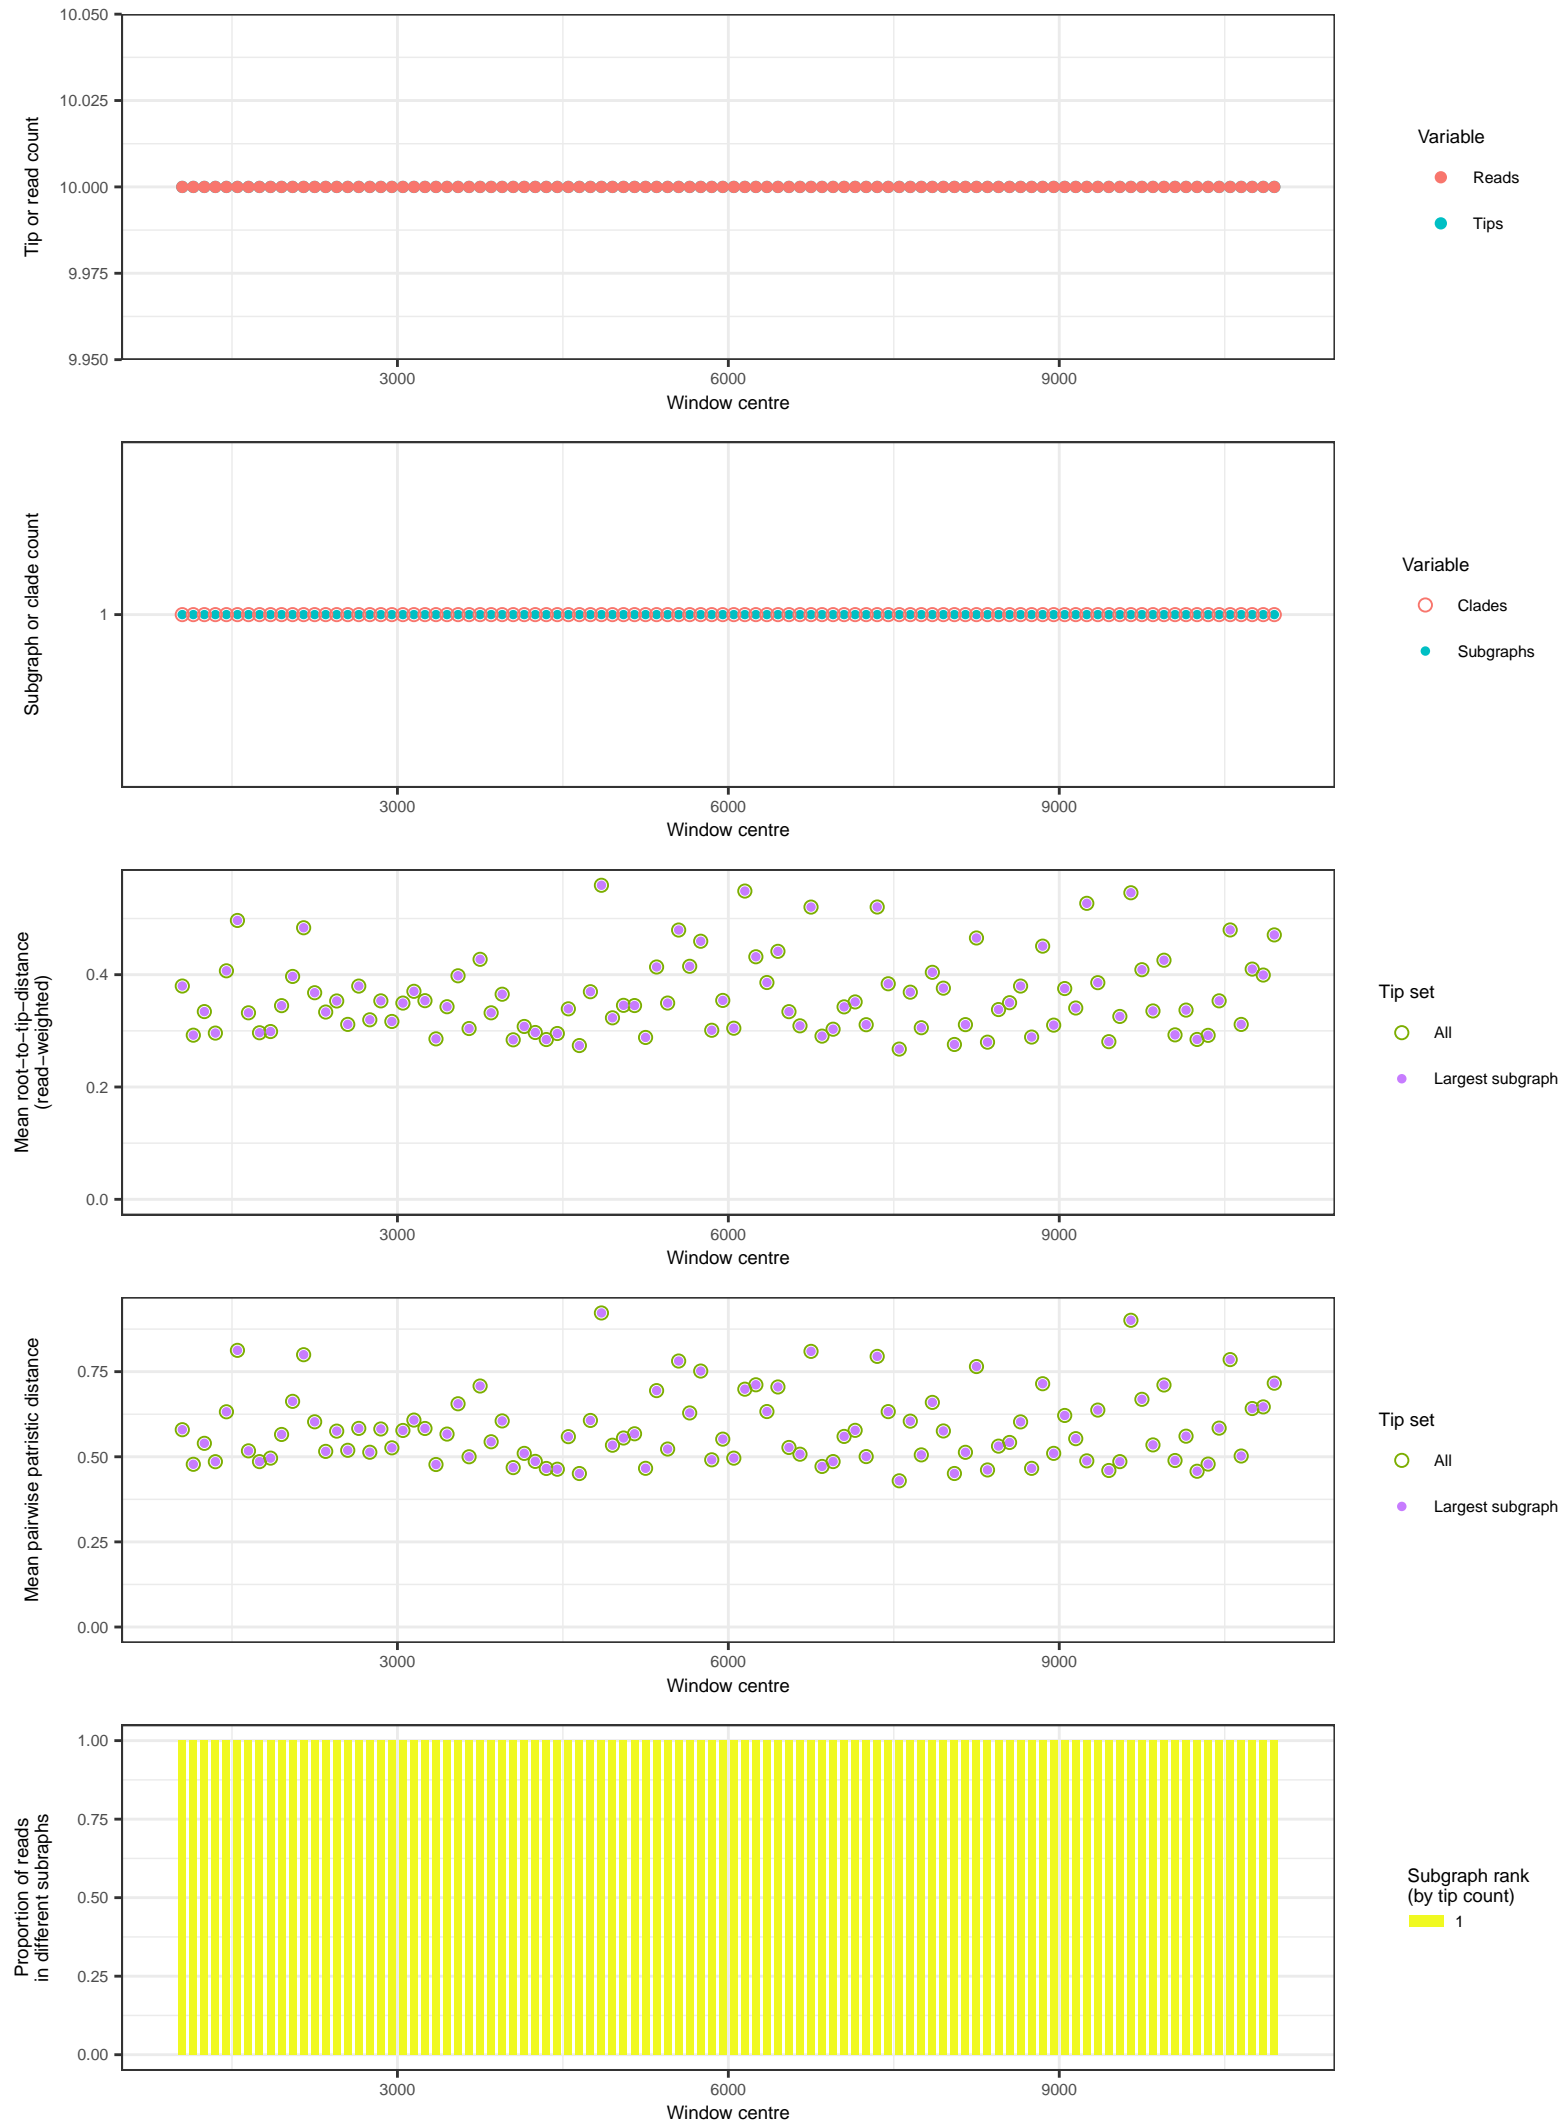 10.050
10.025
10.000
9.975
9.950
Tip or read count
3000
6000
9000
Window centre
Variable
Reads
Tips
1
Subgraph or clade count
3000
6000
9000
Window centre
Variable
Clades
Subgraphs
0.4
0.2
0.0
Mean root−to−tip−distance
(read−weighted)
3000
6000
9000
Window centre
Tip set
All
Largest subgraph
0.75
0.50
0.25
0.00
Mean pairwise patristic distance
3000
6000
9000
Window centre
Tip set
All
Largest subgraph
1.00
0.75
0.50
0.25
0.00
Proportion of reads
in different subraphs
3000
6000
9000
Window centre
Subgraph rank
(by tip count)
1